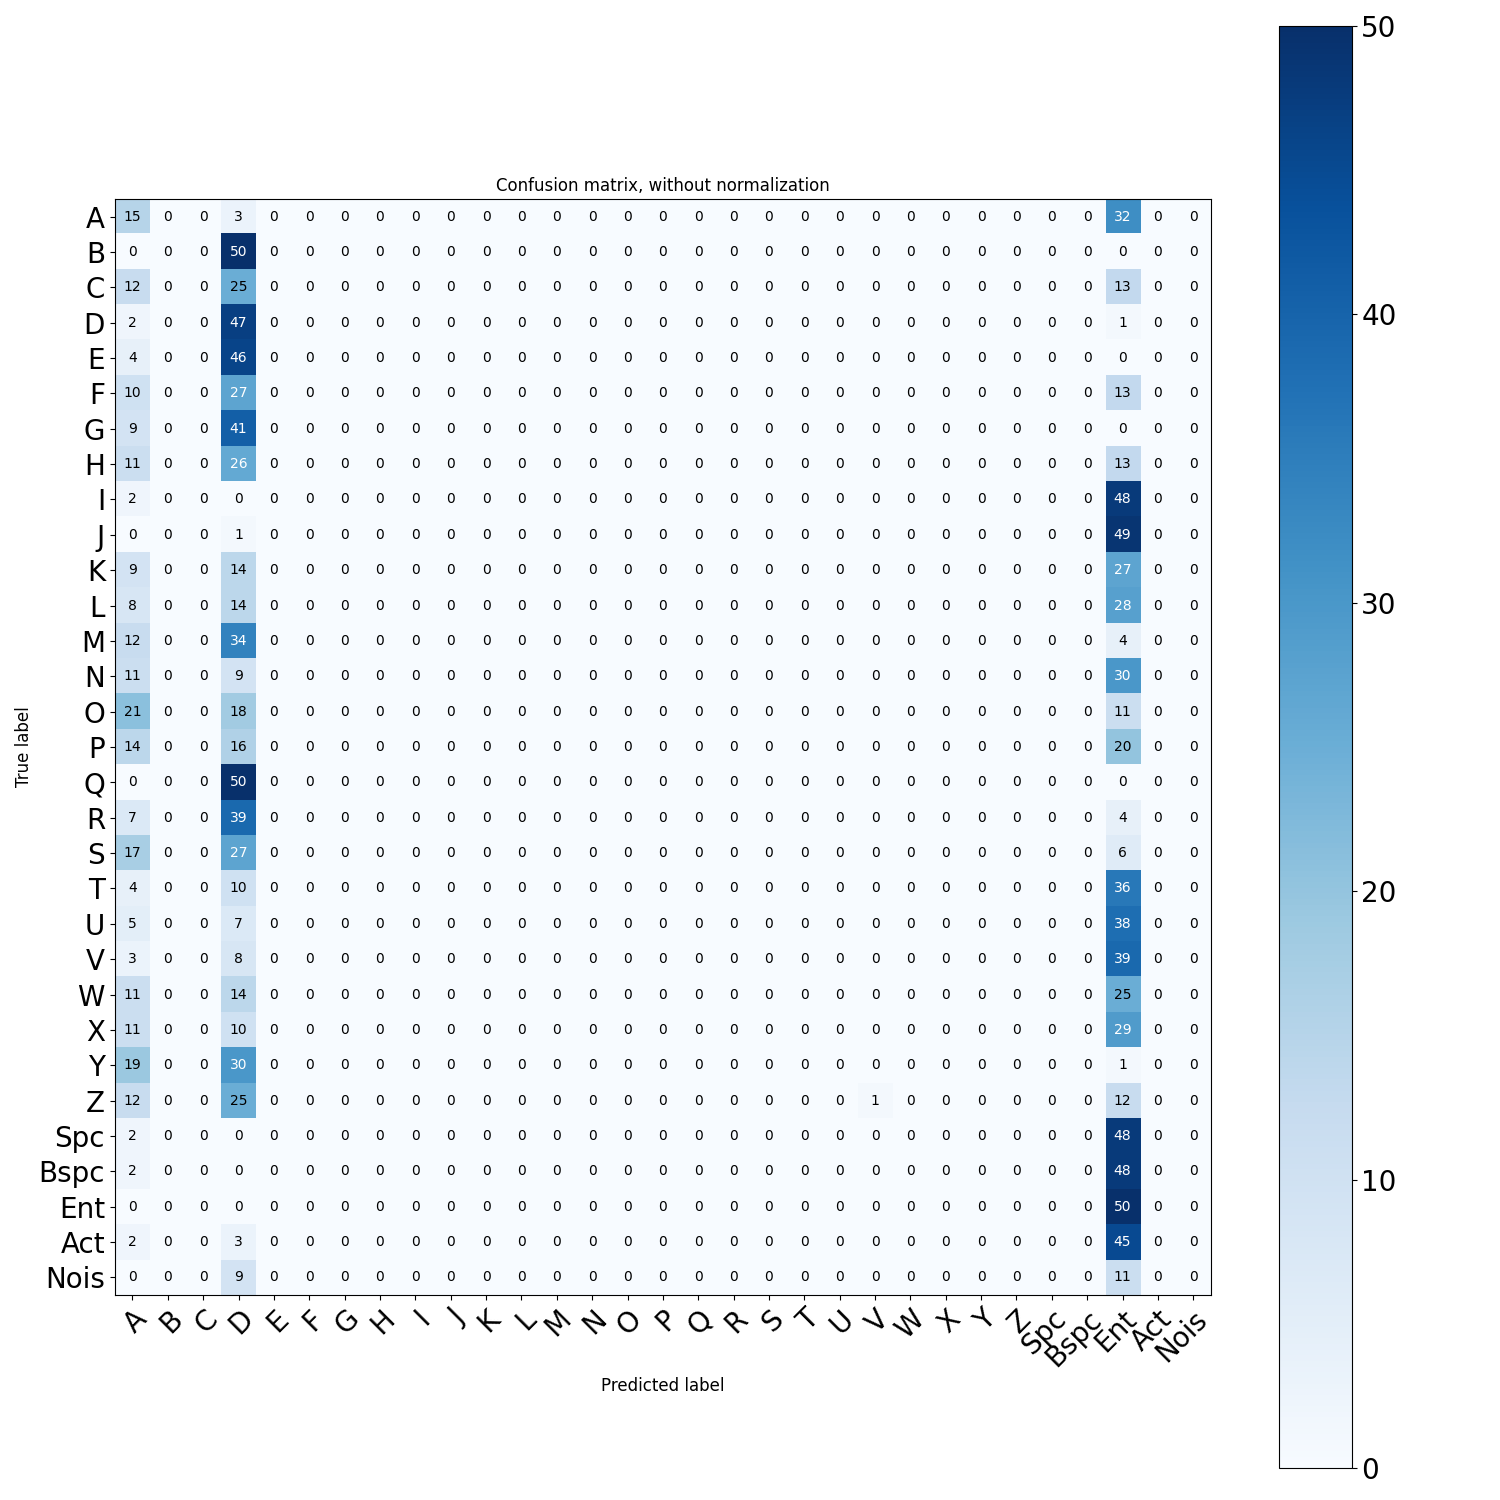 Confusion matrix, without normalization
A 15 0 0 3 0 0 0 0 0 0 0 0 0 0 0 0 0 0 0 0 0 0 0 0 0 0 0 0 32 0 0
B 0 0 0 50 0 0 0 0 0 0 0 0 0 0 0 0 0 0 0 0 0 0 0 0 0 0 0 0 0 0 0
C 12 0 0 25 0 0 0 0 0 0 0 0 0 0 0 0 0 0 0 0 0 0 0 0 0 0 0 0 13 0 0
D 2 0 0 47 0 0 0 0 0 0 0 0 0 0 0 0 0 0 0 0 0 0 0 0 0 0 0 0 1 0 0
E 4 0 0 46 0 0 0 0 0 0 0 0 0 0 0 0 0 0 0 0 0 0 0 0 0 0 0 0 0 0 0
F 10 0 0 27 0 0 0 0 0 0 0 0 0 0 0 0 0 0 0 0 0 0 0 0 0 0 0 0 13 0 0
G 9 0 0 41 0 0 0 0 0 0 0 0 0 0 0 0 0 0 0 0 0 0 0 0 0 0 0 0 0 0 0
H 11 0 0 26 0 0 0 0 0 0 0 0 0 0 0 0 0 0 0 0 0 0 0 0 0 0 0 0 13 0 0
I 2 0 0 0 0 0 0 0 0 0 0 0 0 0 0 0 0 0 0 0 0 0 0 0 0 0 0 0 48 0 0
J 0 0 0 1 0 0 0 0 0 0 0 0 0 0 0 0 0 0 0 0 0 0 0 0 0 0 0 0 49 0 0
K 9 0 0 14 0 0 0 0 0 0 0 0 0 0 0 0 0 0 0 0 0 0 0 0 0 0 0 0 27 0 0
L 8 0 0 14 0 0 0 0 0 0 0 0 0 0 0 0 0 0 0 0 0 0 0 0 0 0 0 0 28 0 0
M 12 0 0 34 0 0 0 0 0 0 0 0 0 0 0 0 0 0 0 0 0 0 0 0 0 0 0 0 4 0 0
N 11 0 0 9 0 0 0 0 0 0 0 0 0 0 0 0 0 0 0 0 0 0 0 0 0 0 0 0 30 0 0
O 21 0 0 18 0 0 0 0 0 0 0 0 0 0 0 0 0 0 0 0 0 0 0 0 0 0 0 0 11 0 0
P 14 0 0 16 0 0 0 0 0 0 0 0 0 0 0 0 0 0 0 0 0 0 0 0 0 0 0 0 20 0 0
Q 0 0 0 50 0 0 0 0 0 0 0 0 0 0 0 0 0 0 0 0 0 0 0 0 0 0 0 0 0 0 0
R 7 0 0 39 0 0 0 0 0 0 0 0 0 0 0 0 0 0 0 0 0 0 0 0 0 0 0 0 4 0 0
S 17 0 0 27 0 0 0 0 0 0 0 0 0 0 0 0 0 0 0 0 0 0 0 0 0 0 0 0 6 0 0
T 4 0 0 10 0 0 0 0 0 0 0 0 0 0 0 0 0 0 0 0 0 0 0 0 0 0 0 0 36 0 0
U 5 0 0 7 0 0 0 0 0 0 0 0 0 0 0 0 0 0 0 0 0 0 0 0 0 0 0 0 38 0 0
V 3 0 0 8 0 0 0 0 0 0 0 0 0 0 0 0 0 0 0 0 0 0 0 0 0 0 0 0 39 0 0
W 11 0 0 14 0 0 0 0 0 0 0 0 0 0 0 0 0 0 0 0 0 0 0 0 0 0 0 0 25 0 0
X 11 0 0 10 0 0 0 0 0 0 0 0 0 0 0 0 0 0 0 0 0 0 0 0 0 0 0 0 29 0 0
Y 19 0 0 30 0 0 0 0 0 0 0 0 0 0 0 0 0 0 0 0 0 0 0 0 0 0 0 0 1 0 0
Z 12 0 0 25 0 0 0 0 0 0 0 0 0 0 0 0 0 0 0 0 0 1 0 0 0 0 0 0 12 0 0
Spc 2 0 0 0 0 0 0 0 0 0 0 0 0 0 0 0 0 0 0 0 0 0 0 0 0 0 0 0 48 0 0
Bspc 2 0 0 0 0 0 0 0 0 0 0 0 0 0 0 0 0 0 0 0 0 0 0 0 0 0 0 0 48 0 0
Ent 0 0 0 0 0 0 0 0 0 0 0 0 0 0 0 0 0 0 0 0 0 0 0 0 0 0 0 0 50 0 0
Act 2 0 0 3 0 0 0 0 0 0 0 0 0 0 0 0 0 0 0 0 0 0 0 0 0 0 0 0 45 0 0
Nois 0 0 0 9 0 0 0 0 0 0 0 0 0 0 0 0 0 0 0 0 0 0 0 0 0 0 0 0 11 0 0
A B C D E F G H I J K L M N O P Q R S T U V W X Y Z Spc Bspc Ent Act Nois
Predicted label
True label
50
40
30
20
10
0